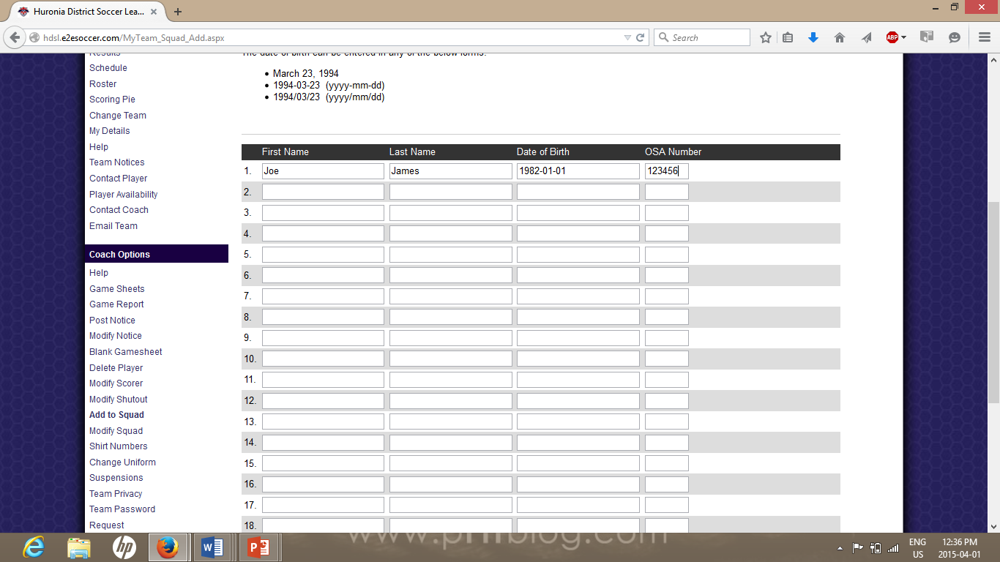 Huronia District Soccer Lea...
hdsl.e2esoccer.com/MyTeam_Squad_Add.aspx
Search
ABP
Results
Schedule
Roster
Scoring Pie
Change Team
My Details
Help
Team Notices
Contact Player
Player Availability
Contact Coach
Email Team
Coach Options
Help
Game Sheets
Game Report
Post Notice
Modify Notice
Blank Gamesheet
Delete Player
Modify Scorer
Modify Shutout
Add to Squad
Modify Squad
Shirt Numbers
Change Uniform
Suspensions
Team Privacy
Team Password
Request
The date of birth can be entered in any of the below forms:
• March 23, 1994
• 1994-03-23 (yyyy-mm-dd)
• 1994/03/23 (yyyy/mm/dd)
First Name Last Name Date of Birth OSA Number
1. Joe James 1982-01-01 123456
2.
3.
4.
5.
6.
7.
8.
9.
10.
11.
12.
13.
14.
15.
16.
17.
18.
hp
ENG
US
12:36 PM
2015-04-01